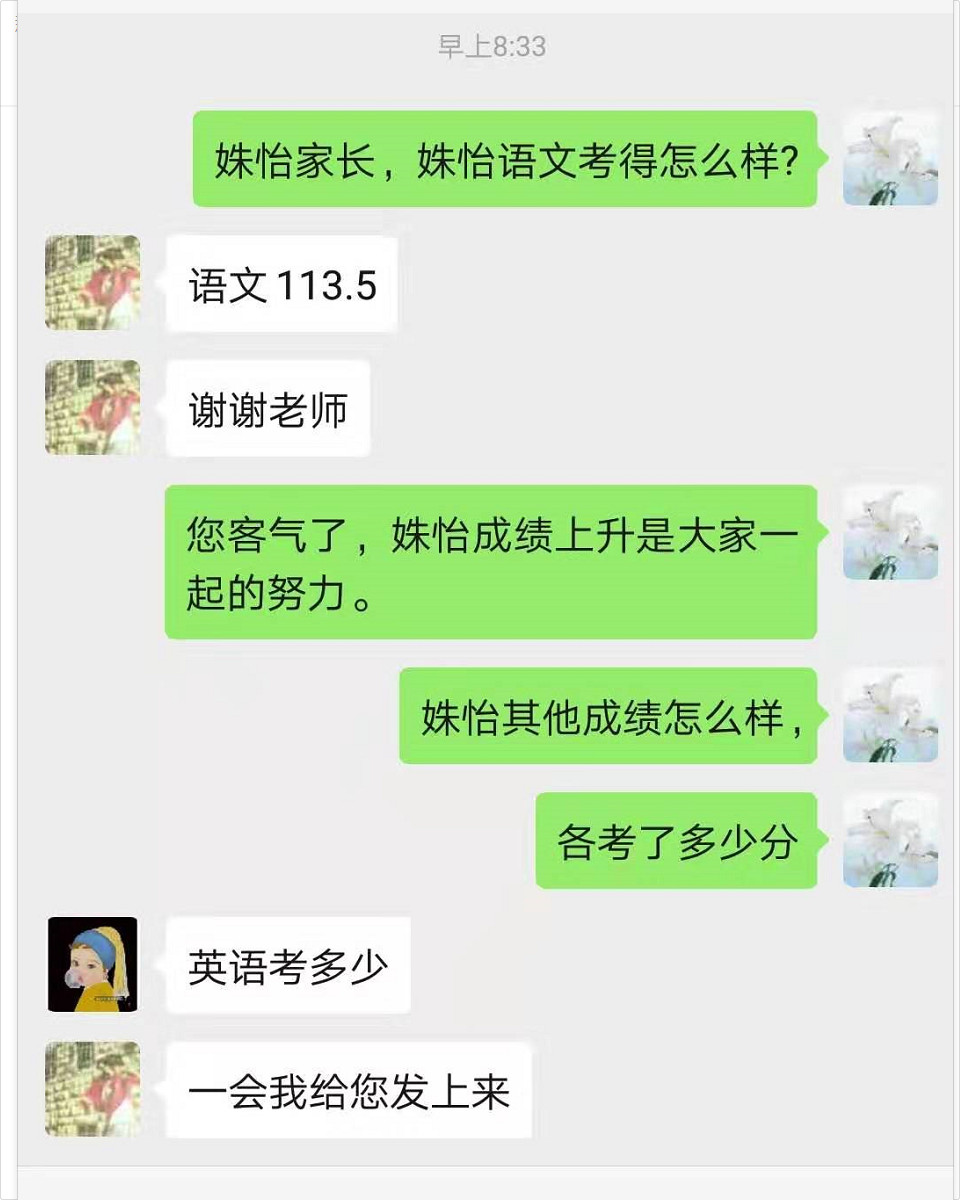 早上8:33
姝怡家长，姝怡语文考得怎么样?
语文113.5
谢谢老师
您客气了，姝怡成绩上升是大家一
起的努力。
姝怡其他成绩怎么样，
各考了多少分
英语考多少
一会我给您发上来